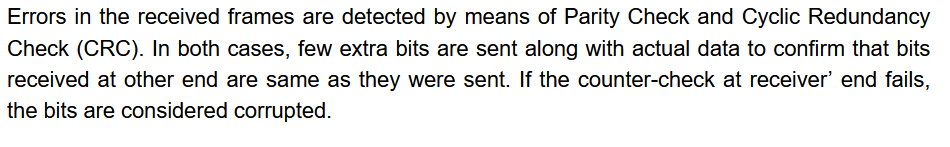 Errors in the received frames are detected by means of Parity Check and Cyclic Redundancy
Check (CRC). In both cases, few extra bits are sent along with actual data to confirm that bits
received at other end are same as they were sent. If the counter-check at receiver’ end fails,
the bits are considered corrupted.